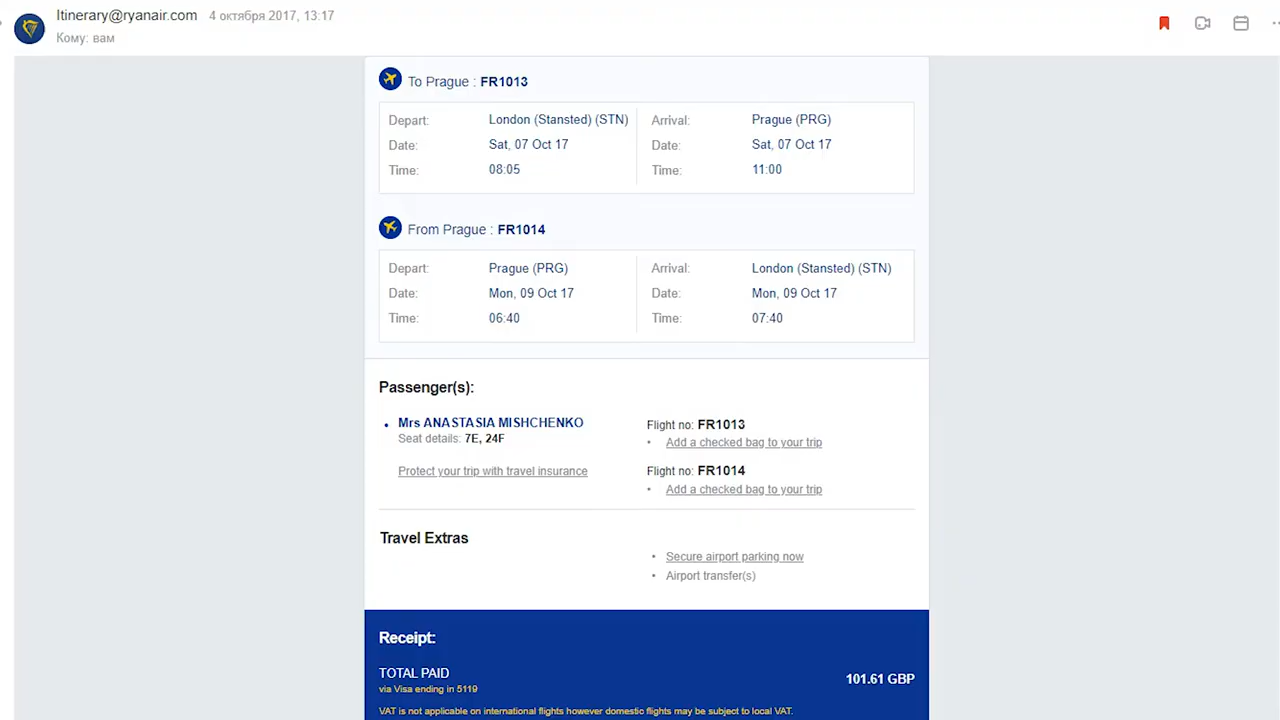 Itinerary@ryanair.com 4 октября 2017, 13:17
Кому: вам
To Prague : FR1013
Depart: London (Stansted) (STN) Arrival: Prague (PRG)
Date: Sat, 07 Oct 17 Date: Sat, 07 Oct 17
Time: 08:05 Time: 11:00
From Prague : FR1014
Depart: Prague (PRG) Arrival: London (Stansted) (STN)
Date: Mon, 09 Oct 17 Date: Mon, 09 Oct 17
Time: 06:40 Time: 07:40
Passenger(s):
• Mrs ANASTASIA MISHCHENKO Flight no: FR1013
Seat details: 7E, 24F • Add a checked bag to your trip
Protect your trip with travel insurance Flight no: FR1014
• Add a checked bag to your trip
Travel Extras
• Secure airport parking now
• Airport transfer(s)
Receipt:
TOTAL PAID 101.61 GBP
via Visa ending in 5119
VAT is not applicable on international flights however domestic flights may be subject to local VAT.